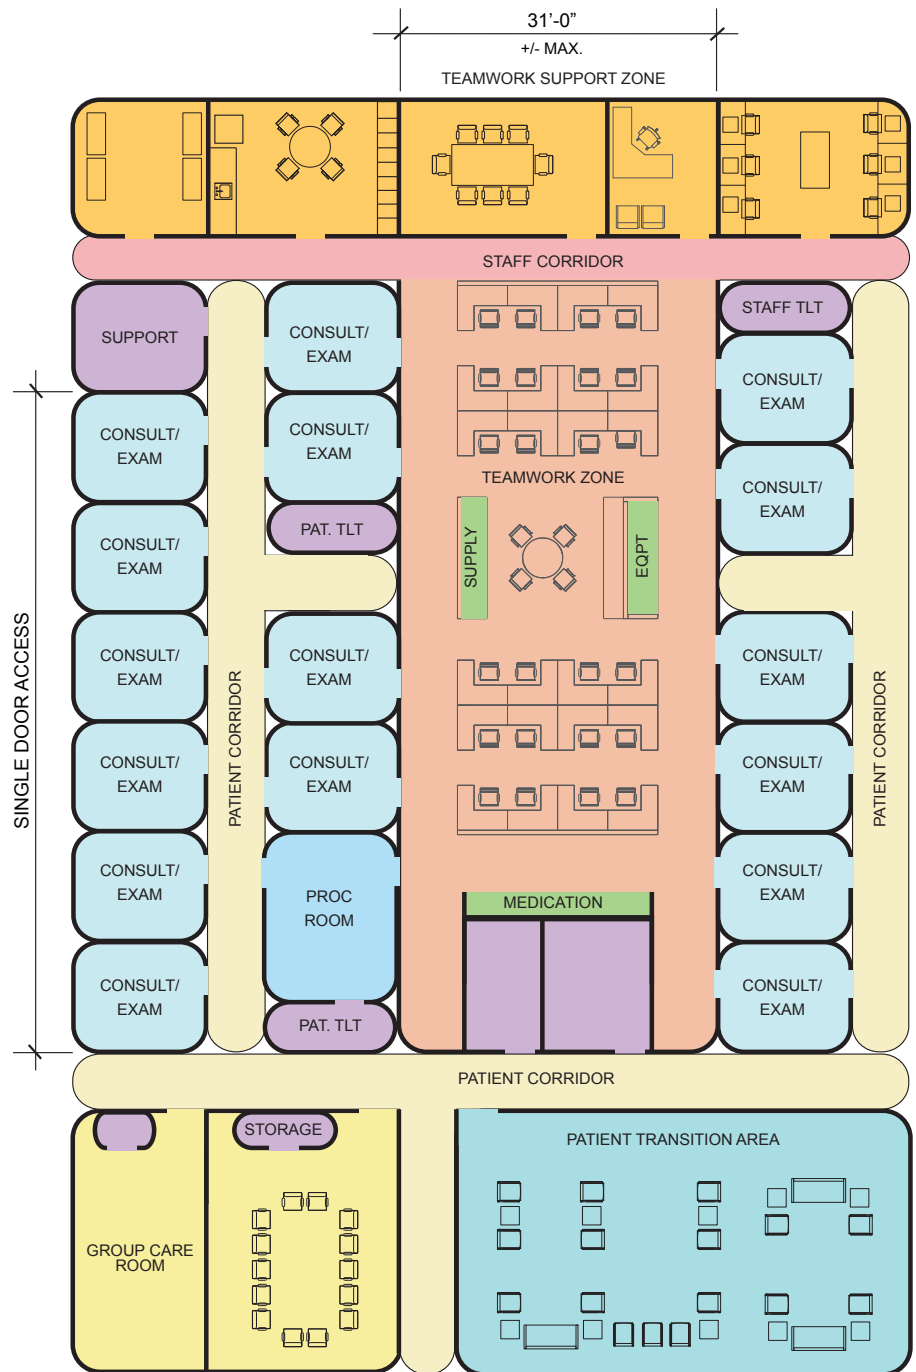 31’-0”
+/- MAX.
TEAMWORK SUPPORT ZONE
STAFF CORRIDOR
SUPPORT
CONSULT/
EXAM
STAFF TLT
CONSULT/
EXAM
CONSULT/
EXAM
CONSULT/
EXAM
TEAMWORK ZONE
CONSULT/
EXAM
PAT. TLT
CONSULT/
EXAM
SUPPLY
EQPT
SINGLE DOOR ACCESS
CONSULT/
EXAM
PATIENT CORRIDOR
CONSULT/
EXAM
CONSULT/
EXAM
PATIENT CORRIDOR
CONSULT/
EXAM
CONSULT/
EXAM
CONSULT/
EXAM
CONSULT/
EXAM
PROC
ROOM
MEDICATION
CONSULT/
EXAM
CONSULT/
EXAM
PAT. TLT
CONSULT/
EXAM
PATIENT CORRIDOR
STORAGE
PATIENT TRANSITION AREA
GROUP CARE
ROOM